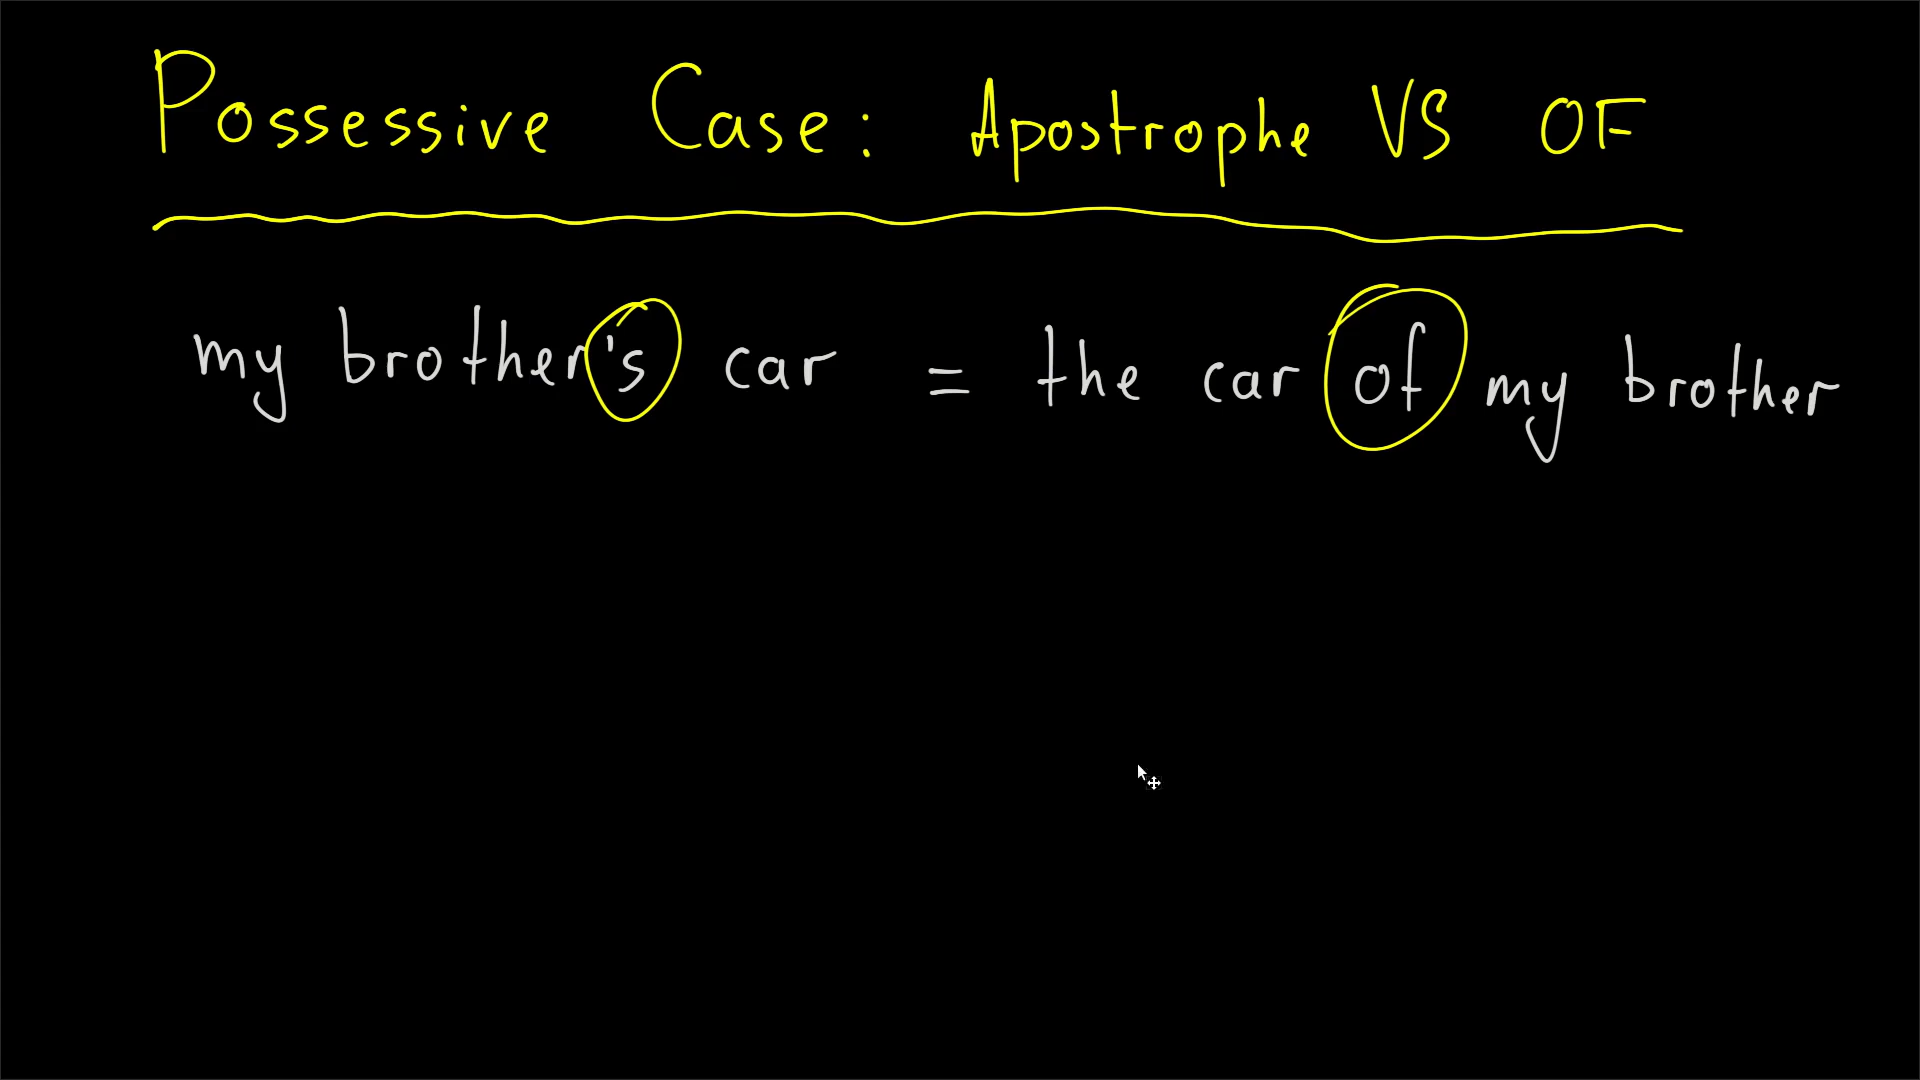 Possessive Case: Apostrophe VS OF
my brother's car = the car of my brother